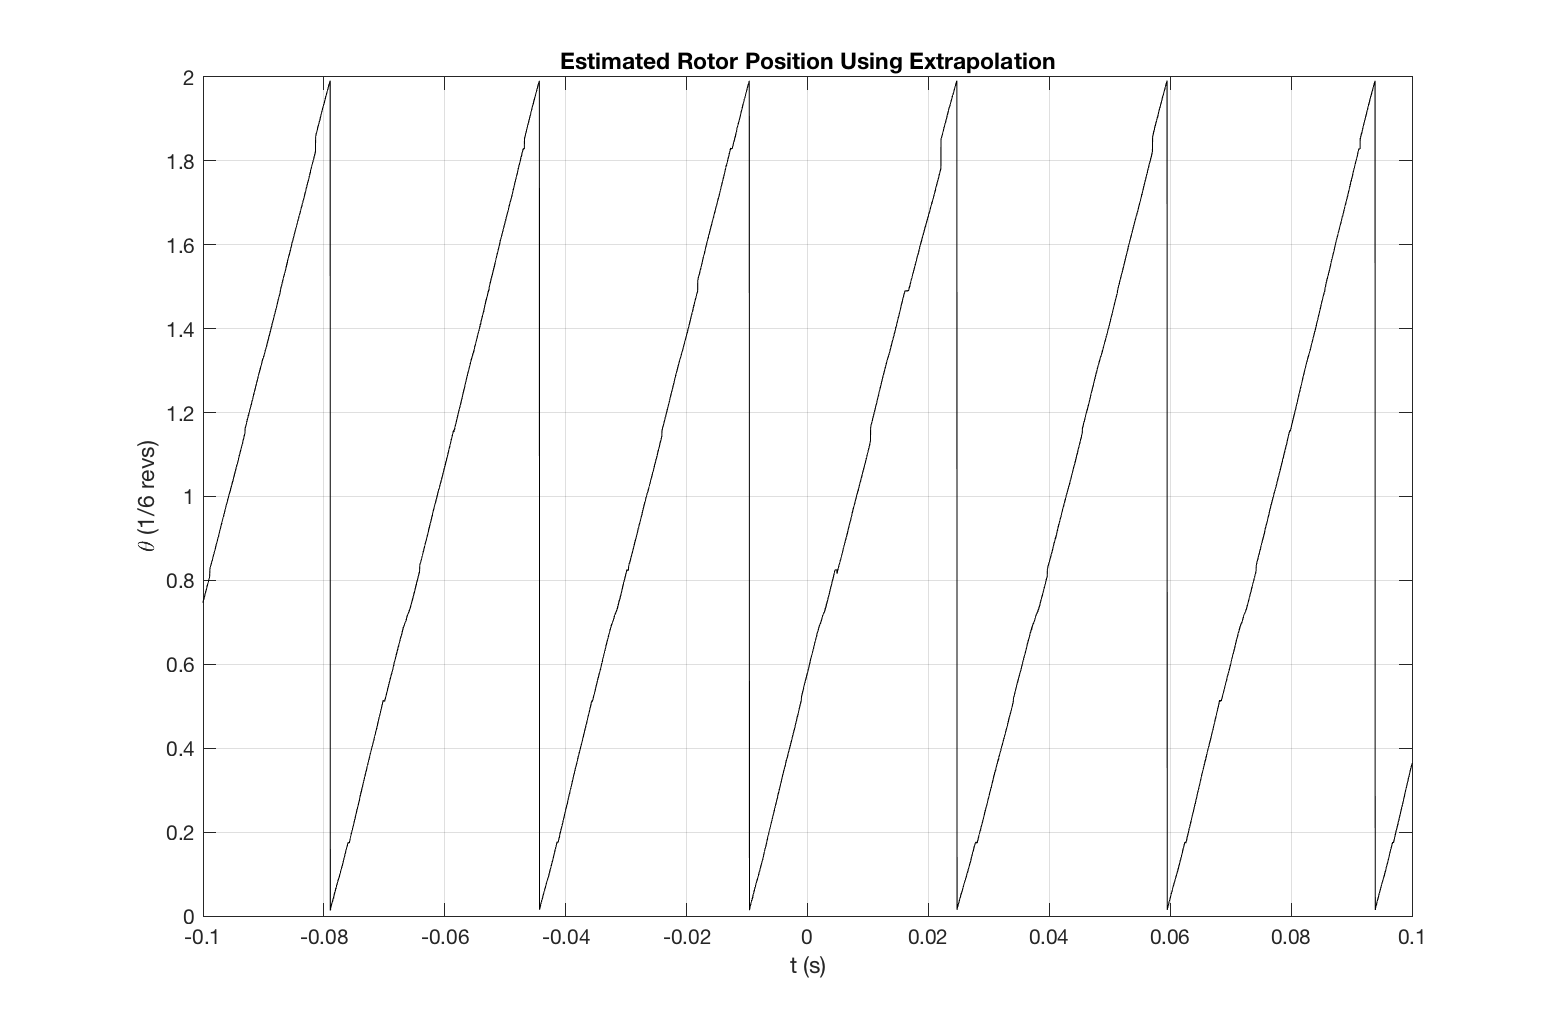 Estimated Rotor Position Using Extrapolation
2
1.8
1.6
1.4
1.2
1
0.8
0.6
0.4
0.2
0
θ (1/6 revs)
-0.1 -0.08 -0.06 -0.04 -0.02 0 0.02 0.04 0.06 0.08 0.1
t (s)